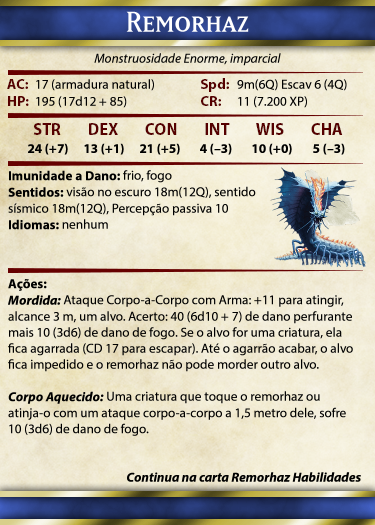 REMORHAZ
Monstruosidade Enorme, imparcial
AC: 17 (armadura natural) Spd: 9m(6Q) Escav 6 (4Q)
HP: 195 (17d12 + 85) CR: 11 (7.200 XP)
STR DEX CON INT WIS CHA
24 (+7) 13 (+1) 21 (+5) 4 (–3) 10 (+0) 5 (–3)
Imunidade a Dano: frio, fogo
Sentidos: visão no escuro 18m(12Q), sentido
sísmico 18m(12Q), Percepção passiva 10
Idiomas: nenhum
Ações:
Mordida: Ataque Corpo-a-Corpo com Arma: +11 para atingir,
alcance 3 m, um alvo. Acerto: 40 (6d10 + 7) de dano perfurante
mais 10 (3d6) de dano de fogo. Se o alvo for uma criatura, ela
fica agarrada (CD 17 para escapar). Até o agarrão acabar, o alvo
fica impedido e o remorhaz não pode morder outro alvo.
Corpo Aquecido: Uma criatura que toque o remorhaz ou
atinja-o com um ataque corpo-a-corpo a 1,5 metro dele, sofre
10 (3d6) de dano de fogo.
Continua na carta Remorhaz Habilidades